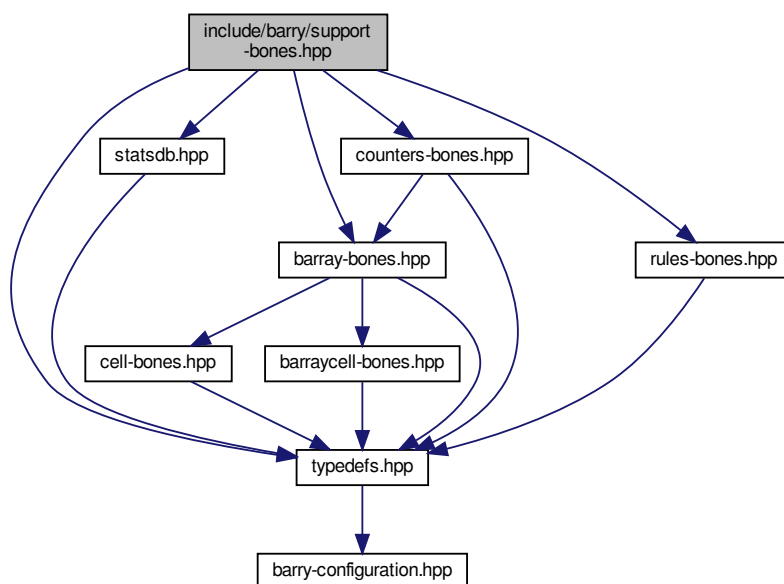 include/barry/support
-bones.hpp
statsdb.hpp
counters-bones.hpp
barray-bones.hpp
rules-bones.hpp
cell-bones.hpp
barraycell-bones.hpp
typedefs.hpp
barry-configuration.hpp